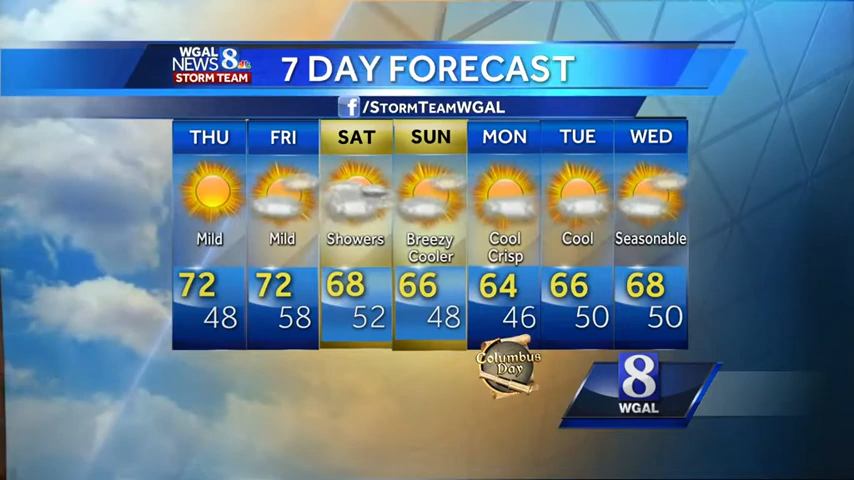 WGAL
NEWS 8
STORM TEAM
7 DAY FORECAST
f/STORMTEAMWGAL
THU FRI SAT SUN MON TUE WED
Mild Mild Showers Breezy Cooler Cool Crisp Cool Seasonable
72 72 68 66 64 66 68
48 58 52 48 46 50 50
Columbus
Day
8
WGAL